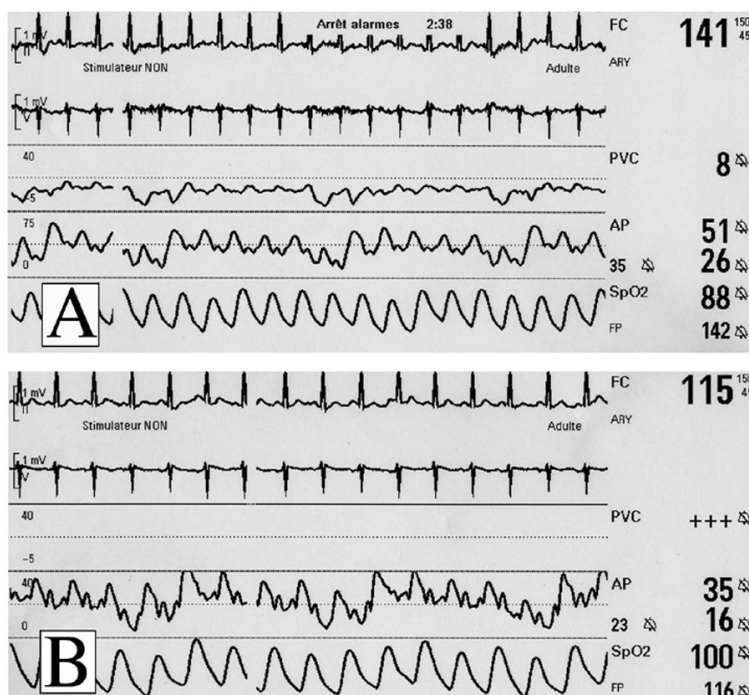 Arrêt alarmes 2:38
FC 141 150
45
1 mV
II
Stimulateur NON
Adulte
ARY
1 mV
V
40
PVC 8
-5
75
AP 51
26
0
35
SpO2 88
A
FP 142
FC 115 150
45
1 mV
II
Stimulateur NON
Adulte
ARY
1 mV
V
40
PVC +++
-5
40
AP 35
16
0
23
SpO2 100
B
FP 116